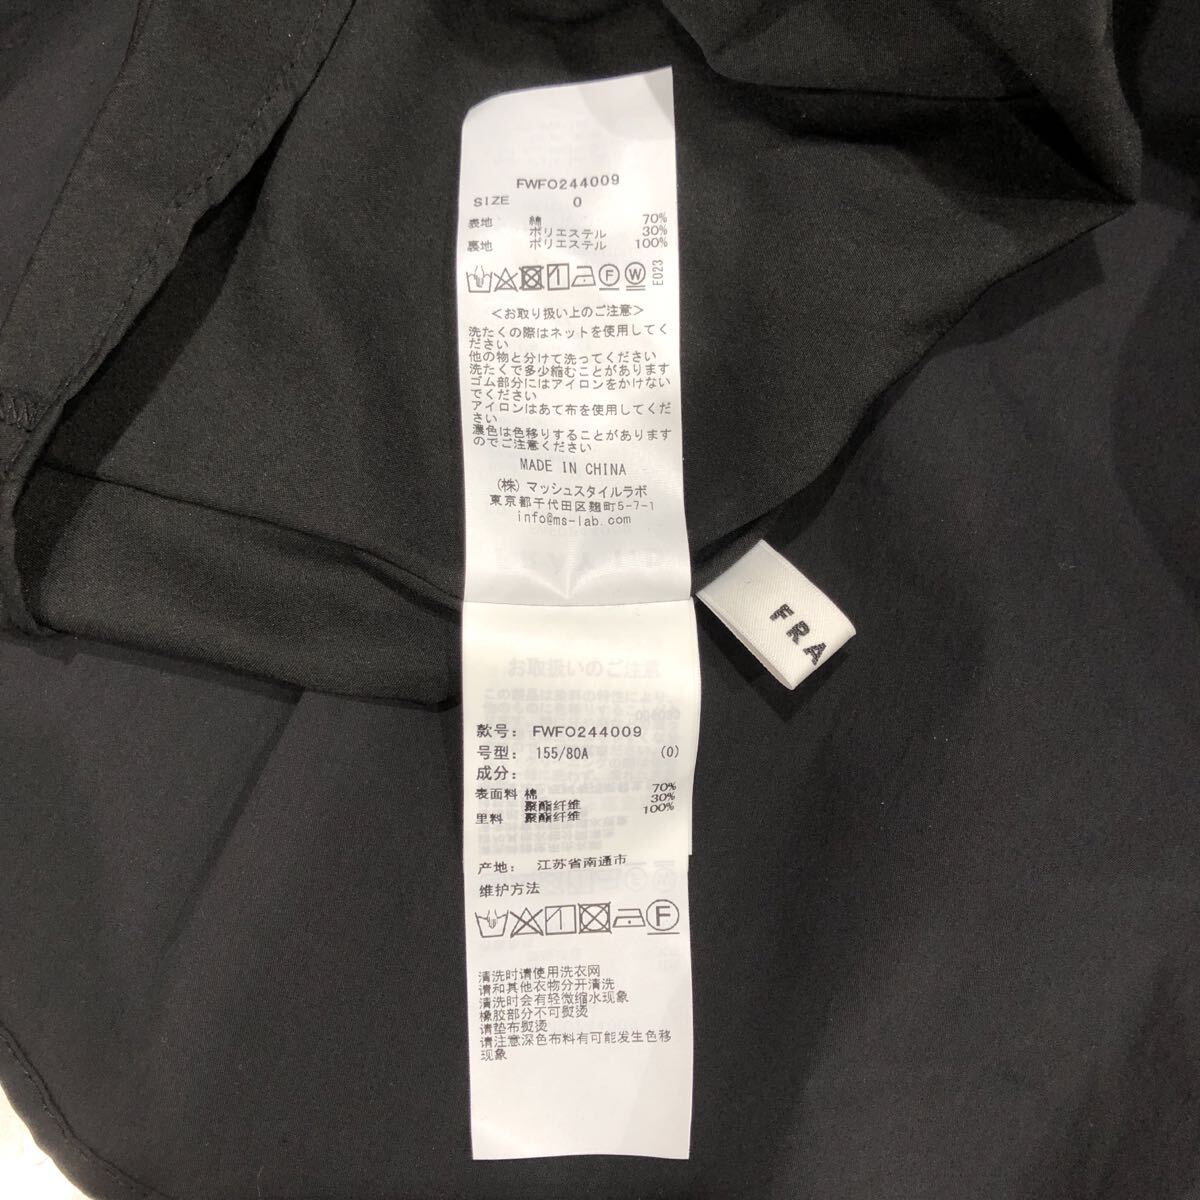 FWFO244009
SIZE 0
表地 綿 70%
ポリエステル 30%
裏地 ポリエステル 100%
F W E023
<お取り扱い上のご注意>
洗たくの際はネットを使用してく
ださい
他の物と分けて洗ってください
洗たくで多少縮むことがあります
ゴム部分にはアイロンをかけない
でください
アイロンはあて布を使用してくだ
さい
濃色は色移りすることがあります
のでご注意ください
MADE IN CHINA
(株) マッシュスタイルラボ
東京都千代田区麹町5-7-1
info@ms-lab.com
FRA
款号: FWFO244009
号型: 155/80A (0)
成分:
表面料 棉 70%
聚酯纤维 30%
里料 聚酯纤维 100%
产地: 江苏省南通市
维护方法
F
清洗时请使用洗衣网
请和其他衣物分开清洗
清洗时会有轻微缩水现象
橡胶部分不可熨烫
请垫布熨烫
请注意深色布料有可能发生色移
现象